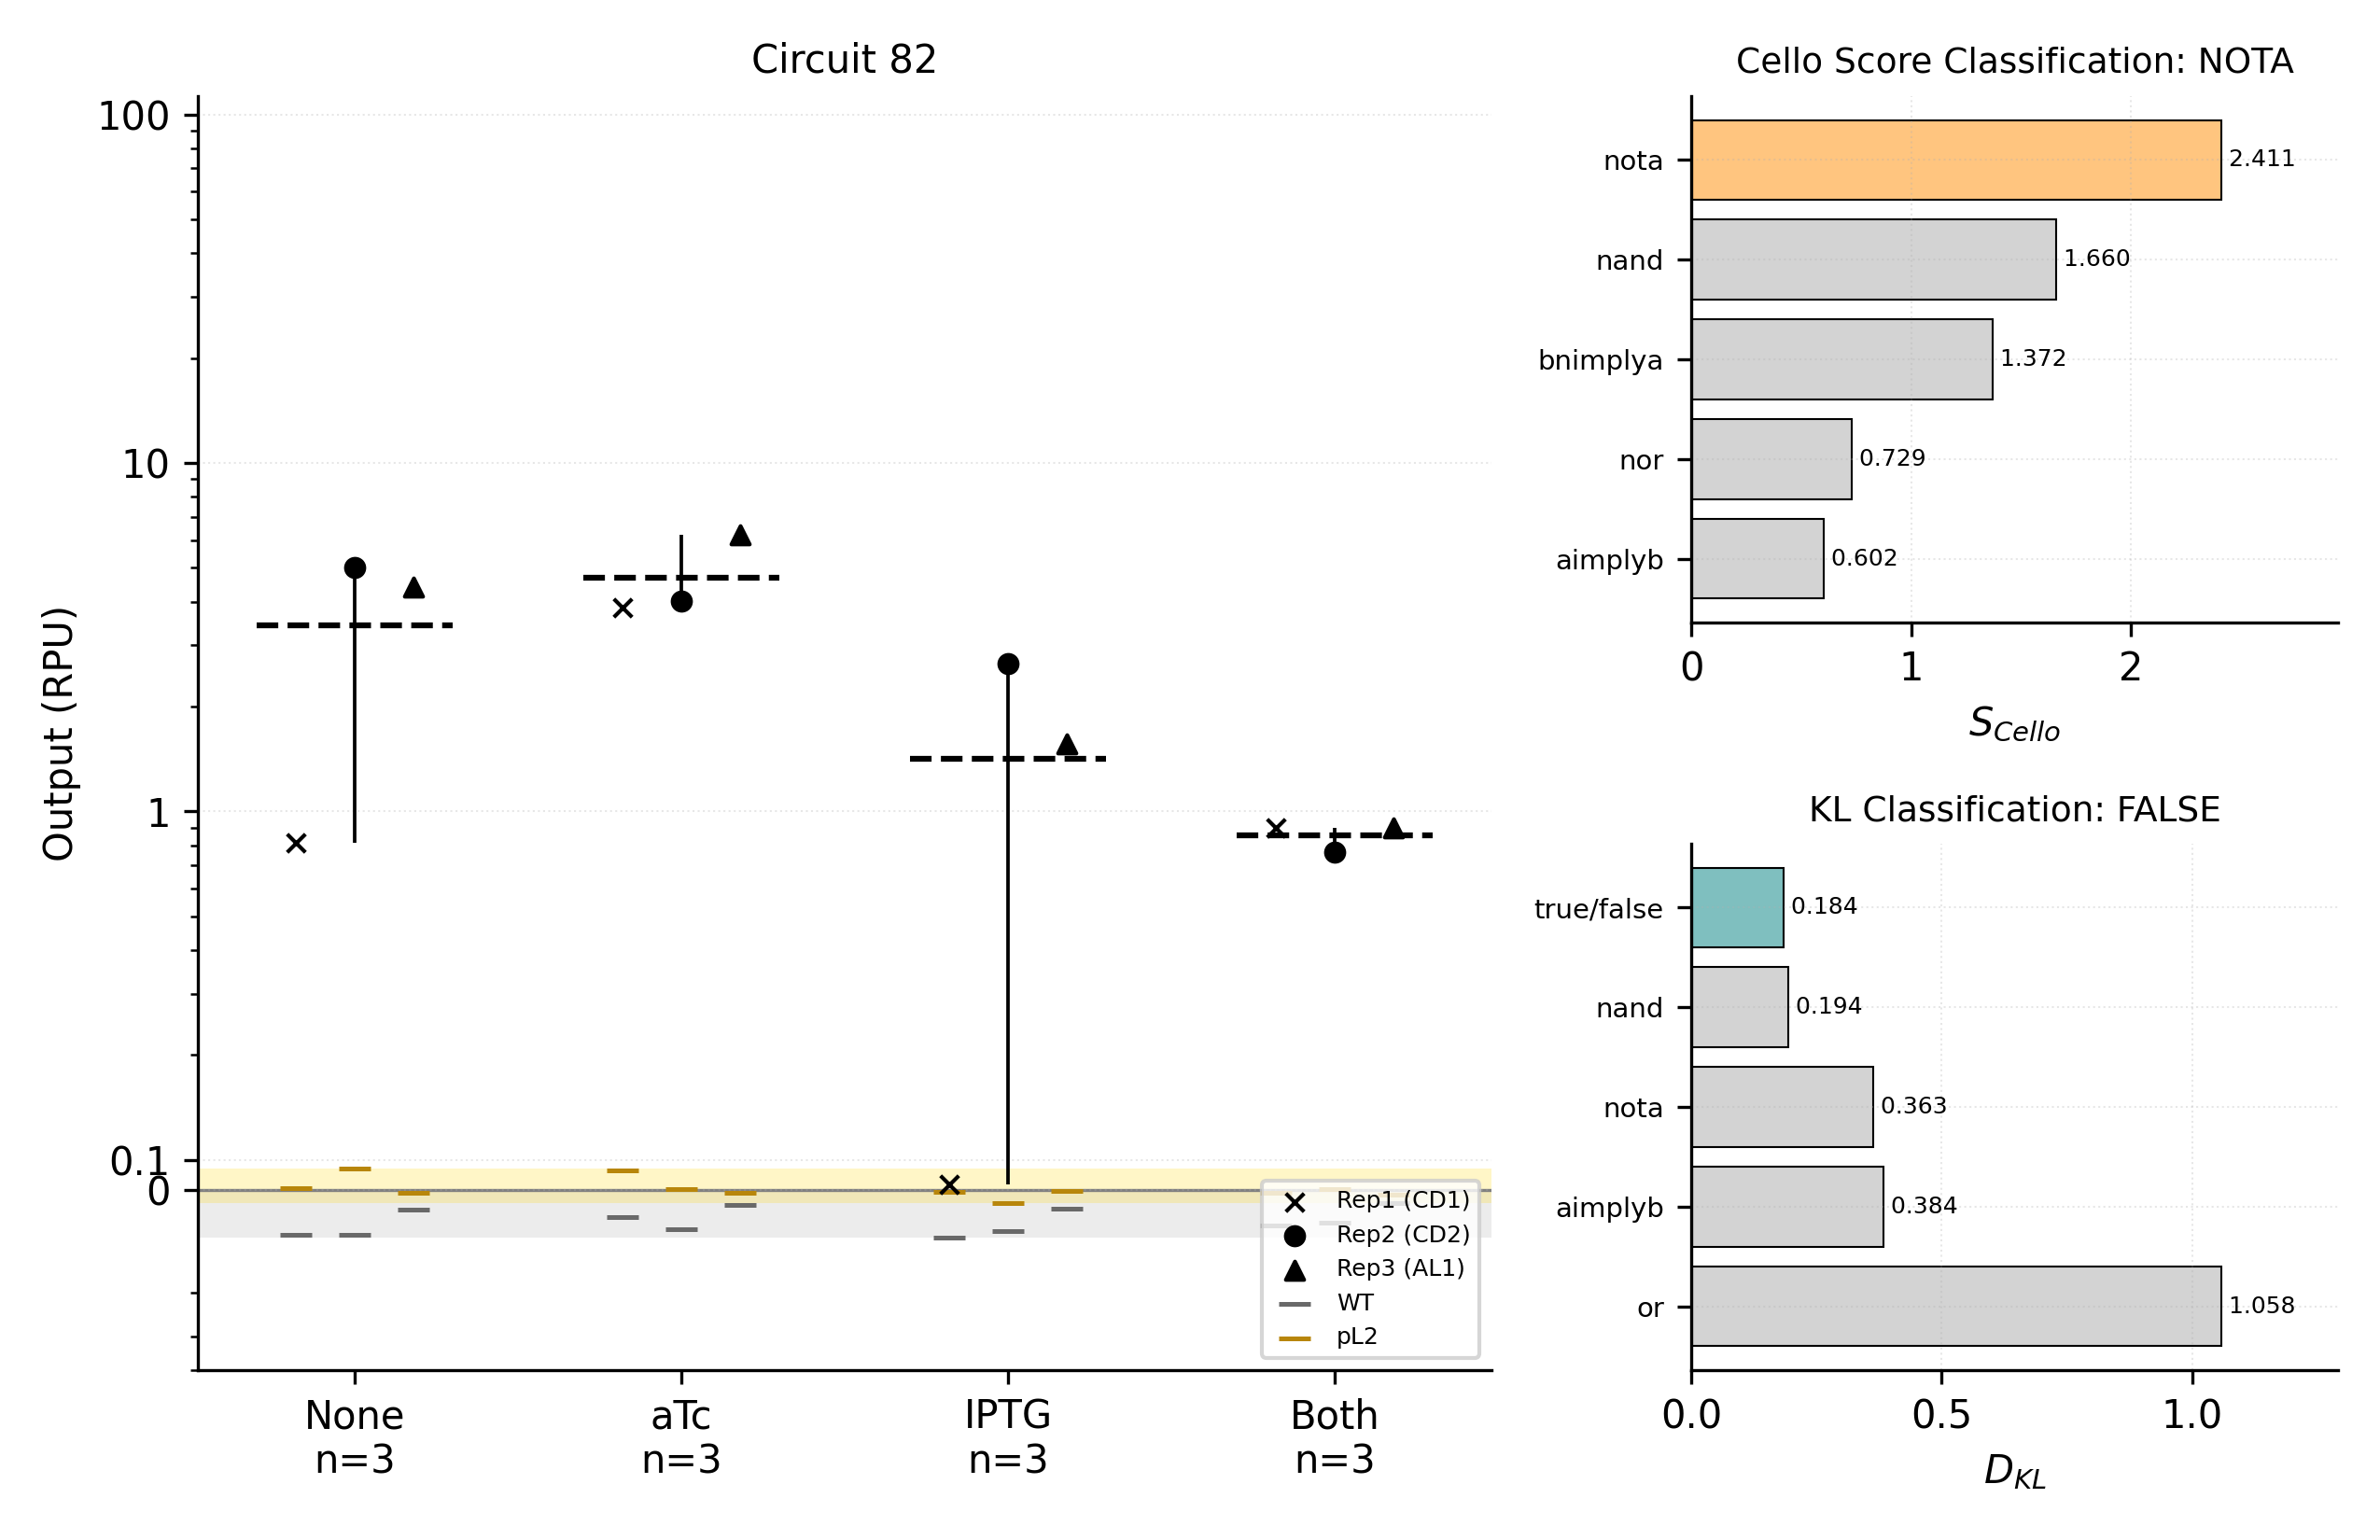 Circuit 82
Output (RPU)
100
10
1
0.1
0
None
n=3
aTc
n=3
IPTG
n=3
Both
n=3
Rep1 (CD1)
Rep2 (CD2)
Rep3 (AL1)
WT
pL2
Cello Score Classification: NOTA
nota
2.411
nand
1.660
bnimplya
1.372
nor
0.729
aimplyb
0.602
0
1
2
S_Cello
KL Classification: FALSE
true/false
0.184
nand
0.194
nota
0.363
aimplyb
0.384
or
1.058
0.0
0.5
1.0
D_KL